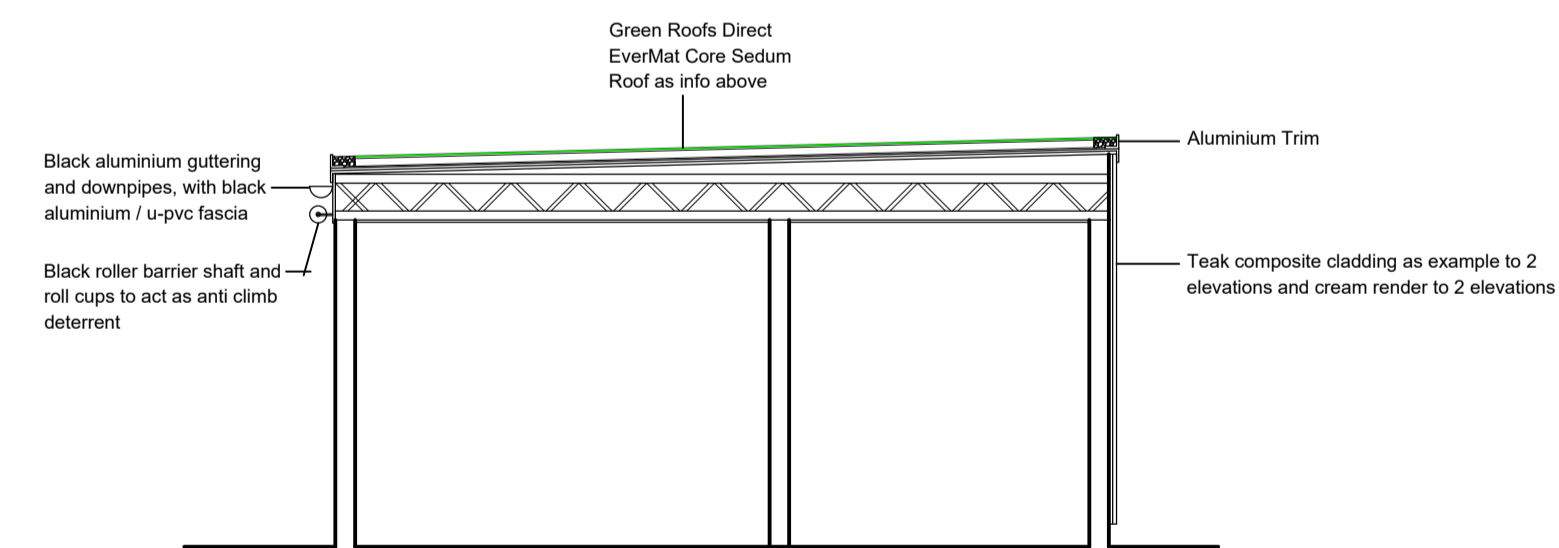 Green Roofs Direct
EverMat Core Sedum
Roof as info above
Black aluminium guttering
and downpipes, with black
aluminium / u-pvc fascia
Aluminium Trim
Black roller barrier shaft and
roll cups to act as anti climb
deterrent
Teak composite cladding as example to 2
elevations and cream render to 2 elevations